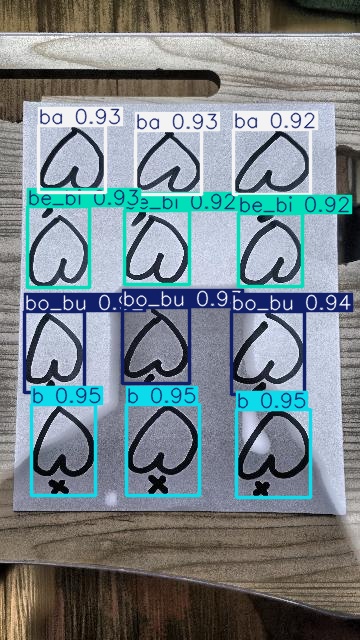 ba 0.93 ba 0.93 ba 0.92
ᜊ ᜊ ᜊ
be_bi 0.93 be_bi 0.92 be_bi 0.92
ᜊᜒ ᜊᜒ ᜊᜒ
bo_bu bo_bu bo_bu 0.94
ᜊᜓ ᜊᜓ ᜊᜓ
b 0.95 b 0.95 b 0.95
ᜊ᜔ ᜊ᜔ ᜊ᜔